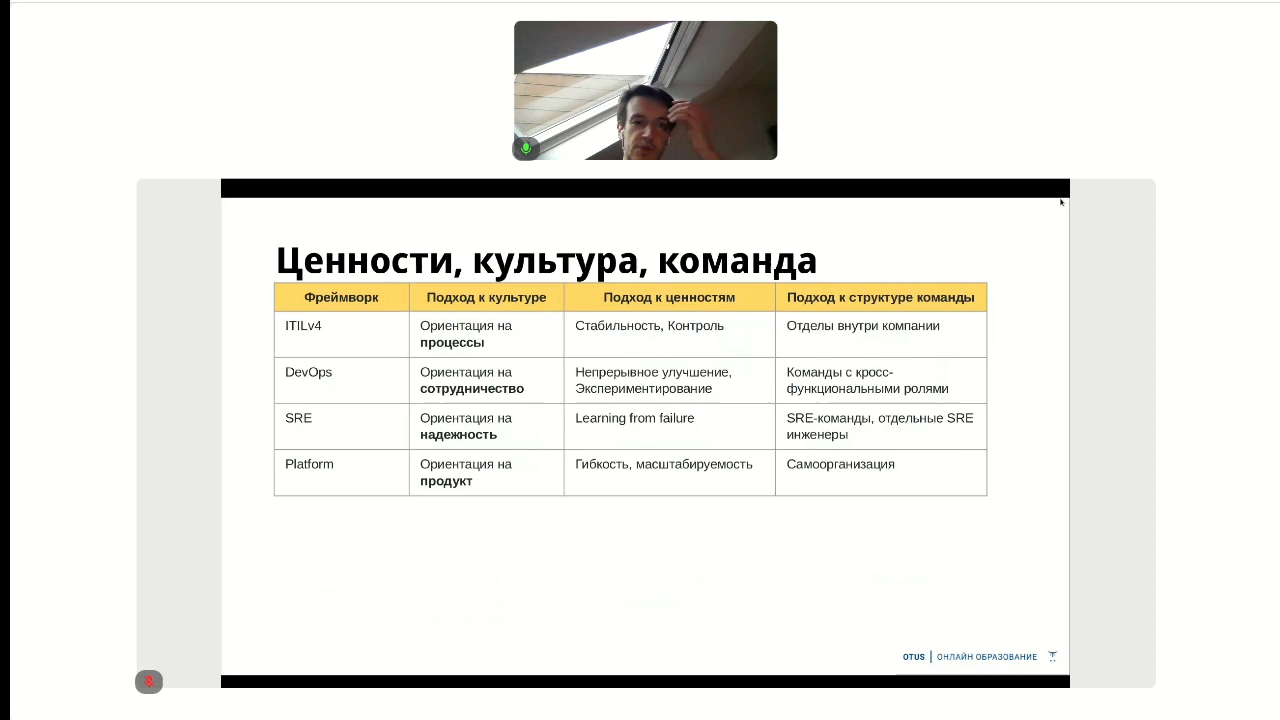 Ценности, культура, команда
Фреймворк Подход к культуре Подход к ценностям Подход к структуре команды
ITILv4 Ориентация на процессы Стабильность, Контроль Отделы внутри компании
DevOps Ориентация на сотрудничество Непрерывное улучшение, Экспериментирование Команды с кросс-функциональными ролями
SRE Ориентация на надежность Learning from failure SRE-команды, отдельные SRE инженеры
Platform Ориентация на продукт Гибкость, масштабируемость Самоорганизация
OTUS | ОНЛАЙН ОБРАЗОВАНИЕ